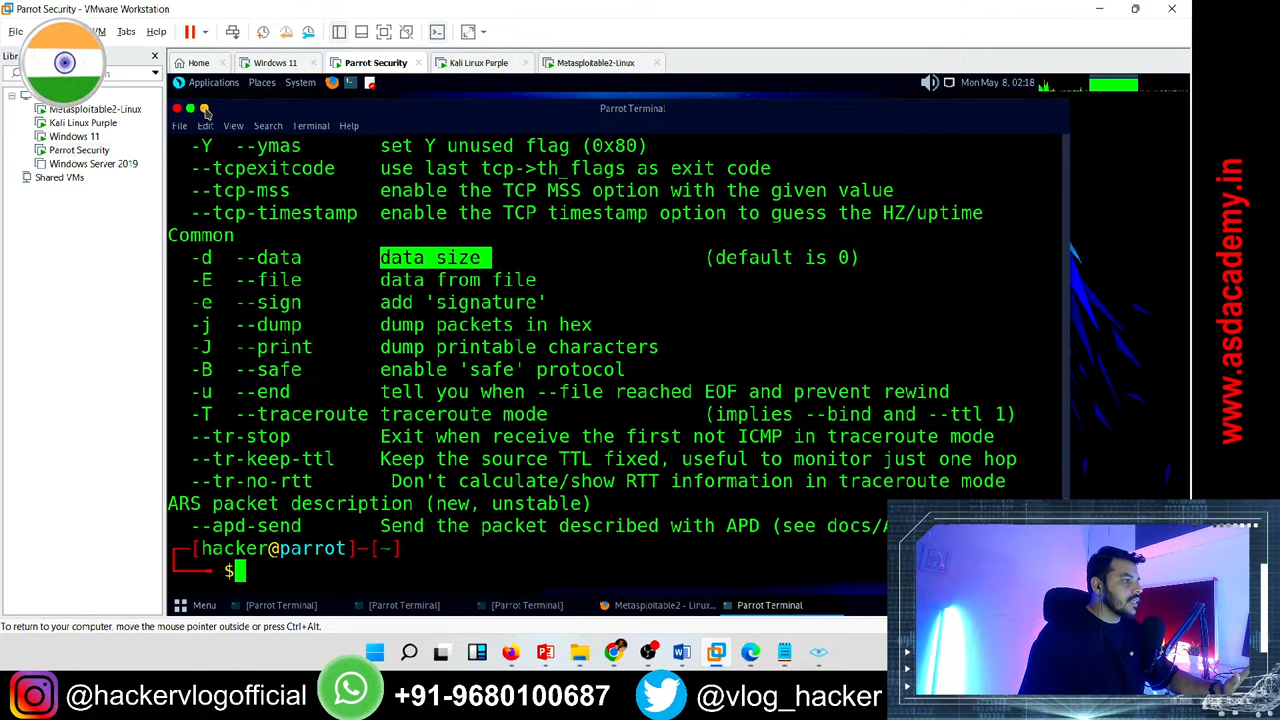 Parrot Security - VMware Workstation
File VM Tabs Help
Home
Windows 11
Parrot Security
Kali Linux Purple
Metasploitable2-Linux
Metasploitable2-Linux
Kali Linux Purple
Windows 11
Parrot Security
Windows Server 2019
Shared VMs
Applications Places System
Mon May 8, 02:18
Parrot Terminal
File Edit View Search Terminal Help
-Y --ymas set Y unused flag (0x80)
--tcpexitcode use last tcp->th_flags as exit code
--tcp-mss enable the TCP MSS option with the given value
--tcp-timestamp enable the TCP timestamp option to guess the HZ/uptime
Common
-d --data data size (default is 0)
-E --file data from file
-e --sign add 'signature'
-j --dump dump packets in hex
-J --print dump printable characters
-B --safe enable 'safe' protocol
-u --end tell you when --file reached EOF and prevent rewind
-T --traceroute traceroute mode (implies --bind and --ttl 1)
--tr-stop Exit when receive the first not ICMP in traceroute mode
--tr-keep-ttl Keep the source TTL fixed, useful to monitor just one hop
--tr-no-rtt Don't calculate/show RTT information in traceroute mode
ARS packet description (new, unstable)
--apd-send Send the packet described with APD (see docs/
[hacker@parrot]-[~]
$
Menu [Parrot Terminal] [Parrot Terminal] [Parrot Terminal] Metasploitable2 - Linu... Parrot Terminal
To return to your computer, move the mouse pointer outside or press Ctrl+Alt.
@hackervlogofficial
+91-9680100687
@vlog_hacker
www.asdacademy.in